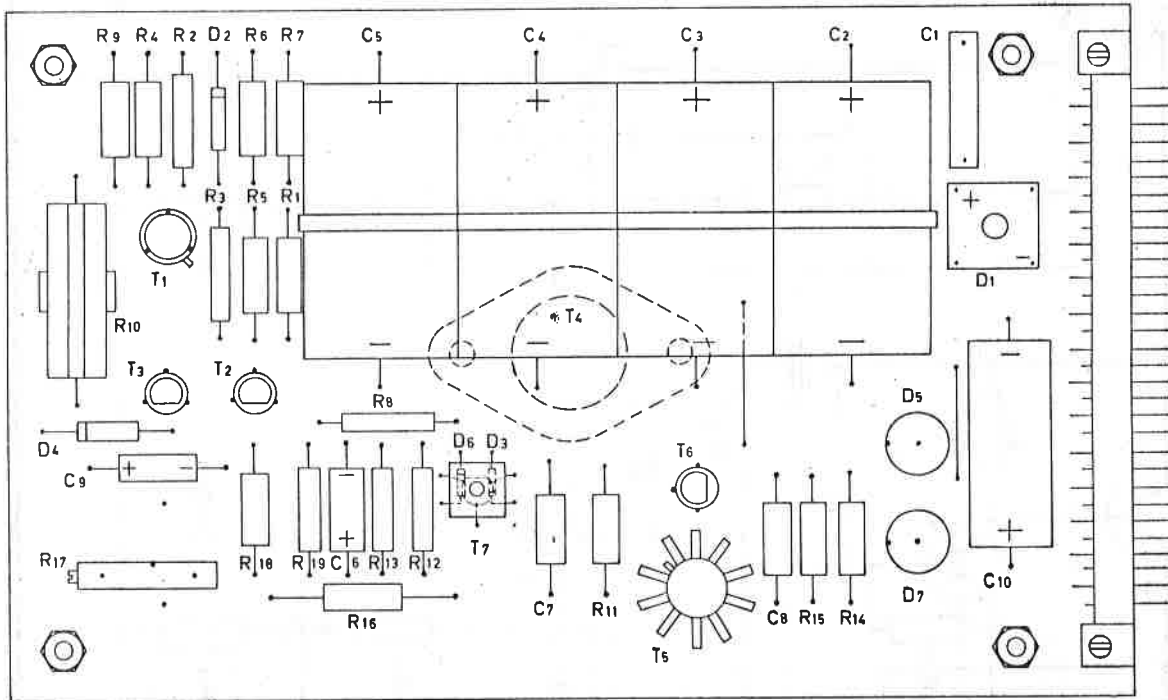 R9 R4 R2 D2 R6 R7 C5 C4 C3 C2 C1
+ + + +
R3 R5 R1
+
T1
−
D1
R10
T4
− − − −
−
T3 T2
R8
D5
D4
D6 D3
T6
C9 + −
−
+
+
T7
R17
R18 R19 C6 R13 R12
C10
C7 R11
C8 R15 R14
D7
R16
T5